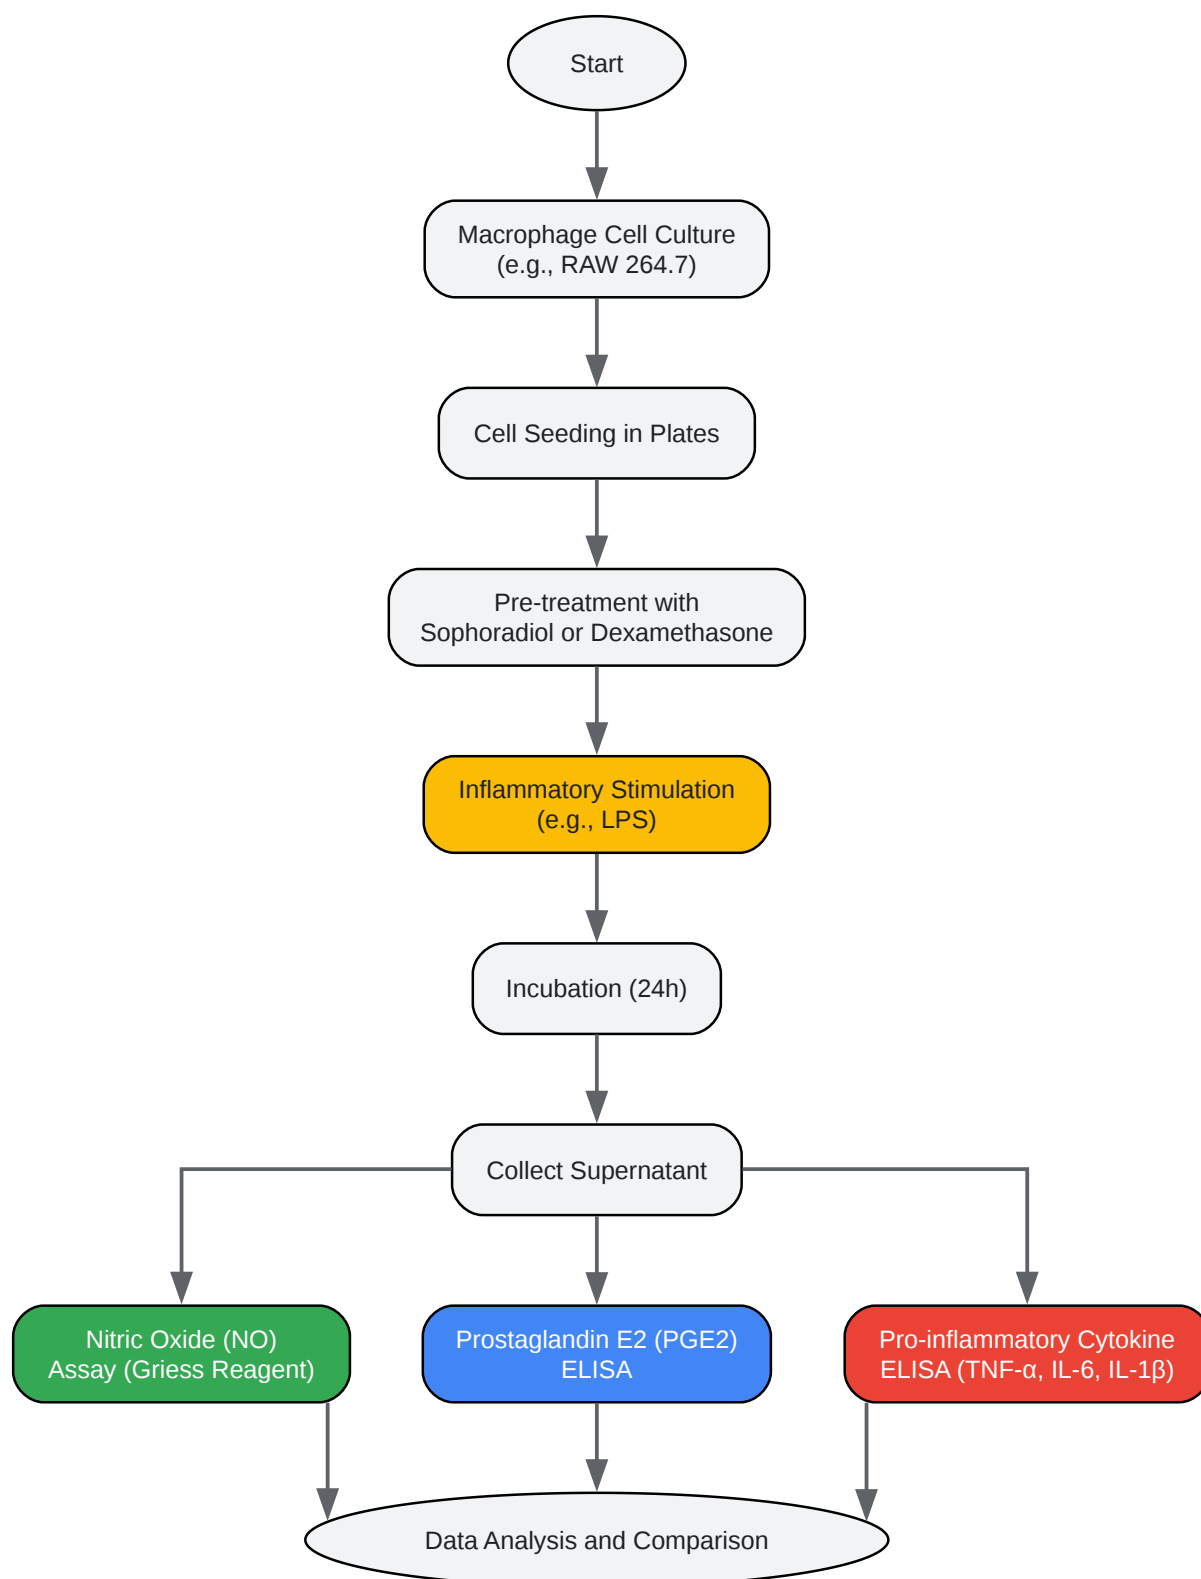 Start
Macrophage Cell Culture
(e.g., RAW 264.7)
Cell Seeding in Plates
Pre-treatment with
Sophoradiol or Dexamethasone
Inflammatory Stimulation
(e.g., LPS)
Incubation (24h)
Collect Supernatant
Nitric Oxide (NO)
Assay (Griess Reagent)
Prostaglandin E2 (PGE2)
ELISA
Pro-inflammatory Cytokine
ELISA (TNF-α, IL-6, IL-1β)
Data Analysis and Comparison